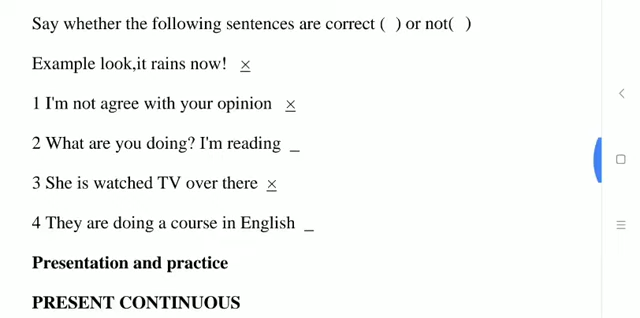 Say whether the following sentences are correct ( ) or not( )
Example look,it rains now! x
1 I'm not agree with your opinion x
2 What are you doing? I'm reading _
3 She is watched TV over there x
4 They are doing a course in English _
Presentation and practice
PRESENT CONTINUOUS